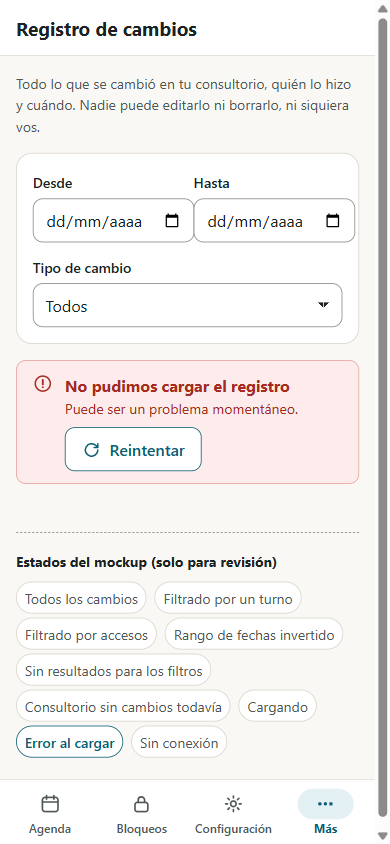 Registro de cambios
Todo lo que se cambió en tu consultorio, quién lo hizo
y cuándo. Nadie puede editarlo ni borrarlo, ni siquiera
vos.
Desde Hasta
dd/mm/aaaa dd/mm/aaaa
Tipo de cambio
Todos
No pudimos cargar el registro
Puede ser un problema momentáneo.
Reintentar
Estados del mockup (solo para revisión)
Todos los cambios Filtrado por un turno
Filtrado por accesos Rango de fechas invertido
Sin resultados para los filtros
Consultorio sin cambios todavía Cargando
Error al cargar Sin conexión
Agenda Bloqueos Configuración Más